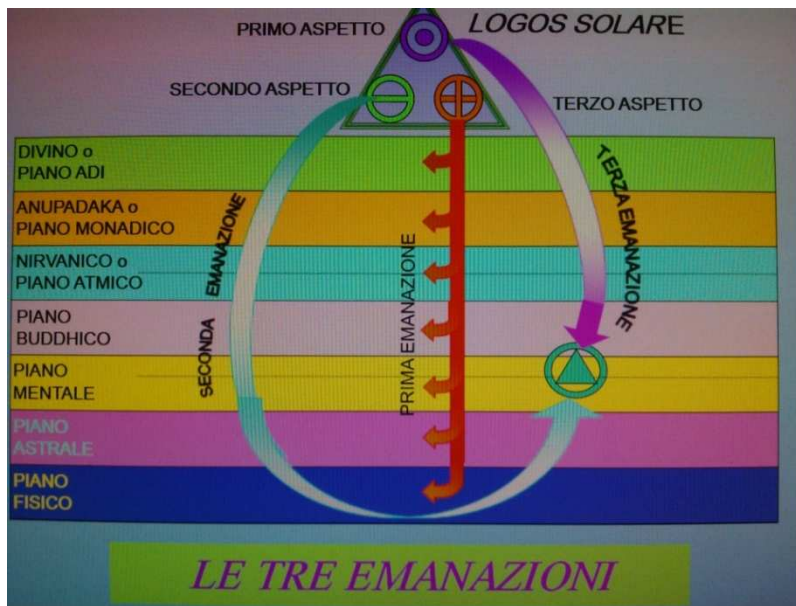 LOGOS SOLARE
PRIMO ASPETTO
SECONDO ASPETTO
TERZO ASPETTO
DIVINO o
PIANO ADI
ANUPADAKA o
PIANO MONADICO
NIRVANICO o
PIANO ATMICO
PIANO
BUDDHICO
PIANO
MENTALE
PIANO
ASTRALE
PIANO
FISICO
SECONDA EMANAZIONE
PRIMA EMANAZIONE
TERZA EMANAZIONE
LE TRE EMANAZIONI